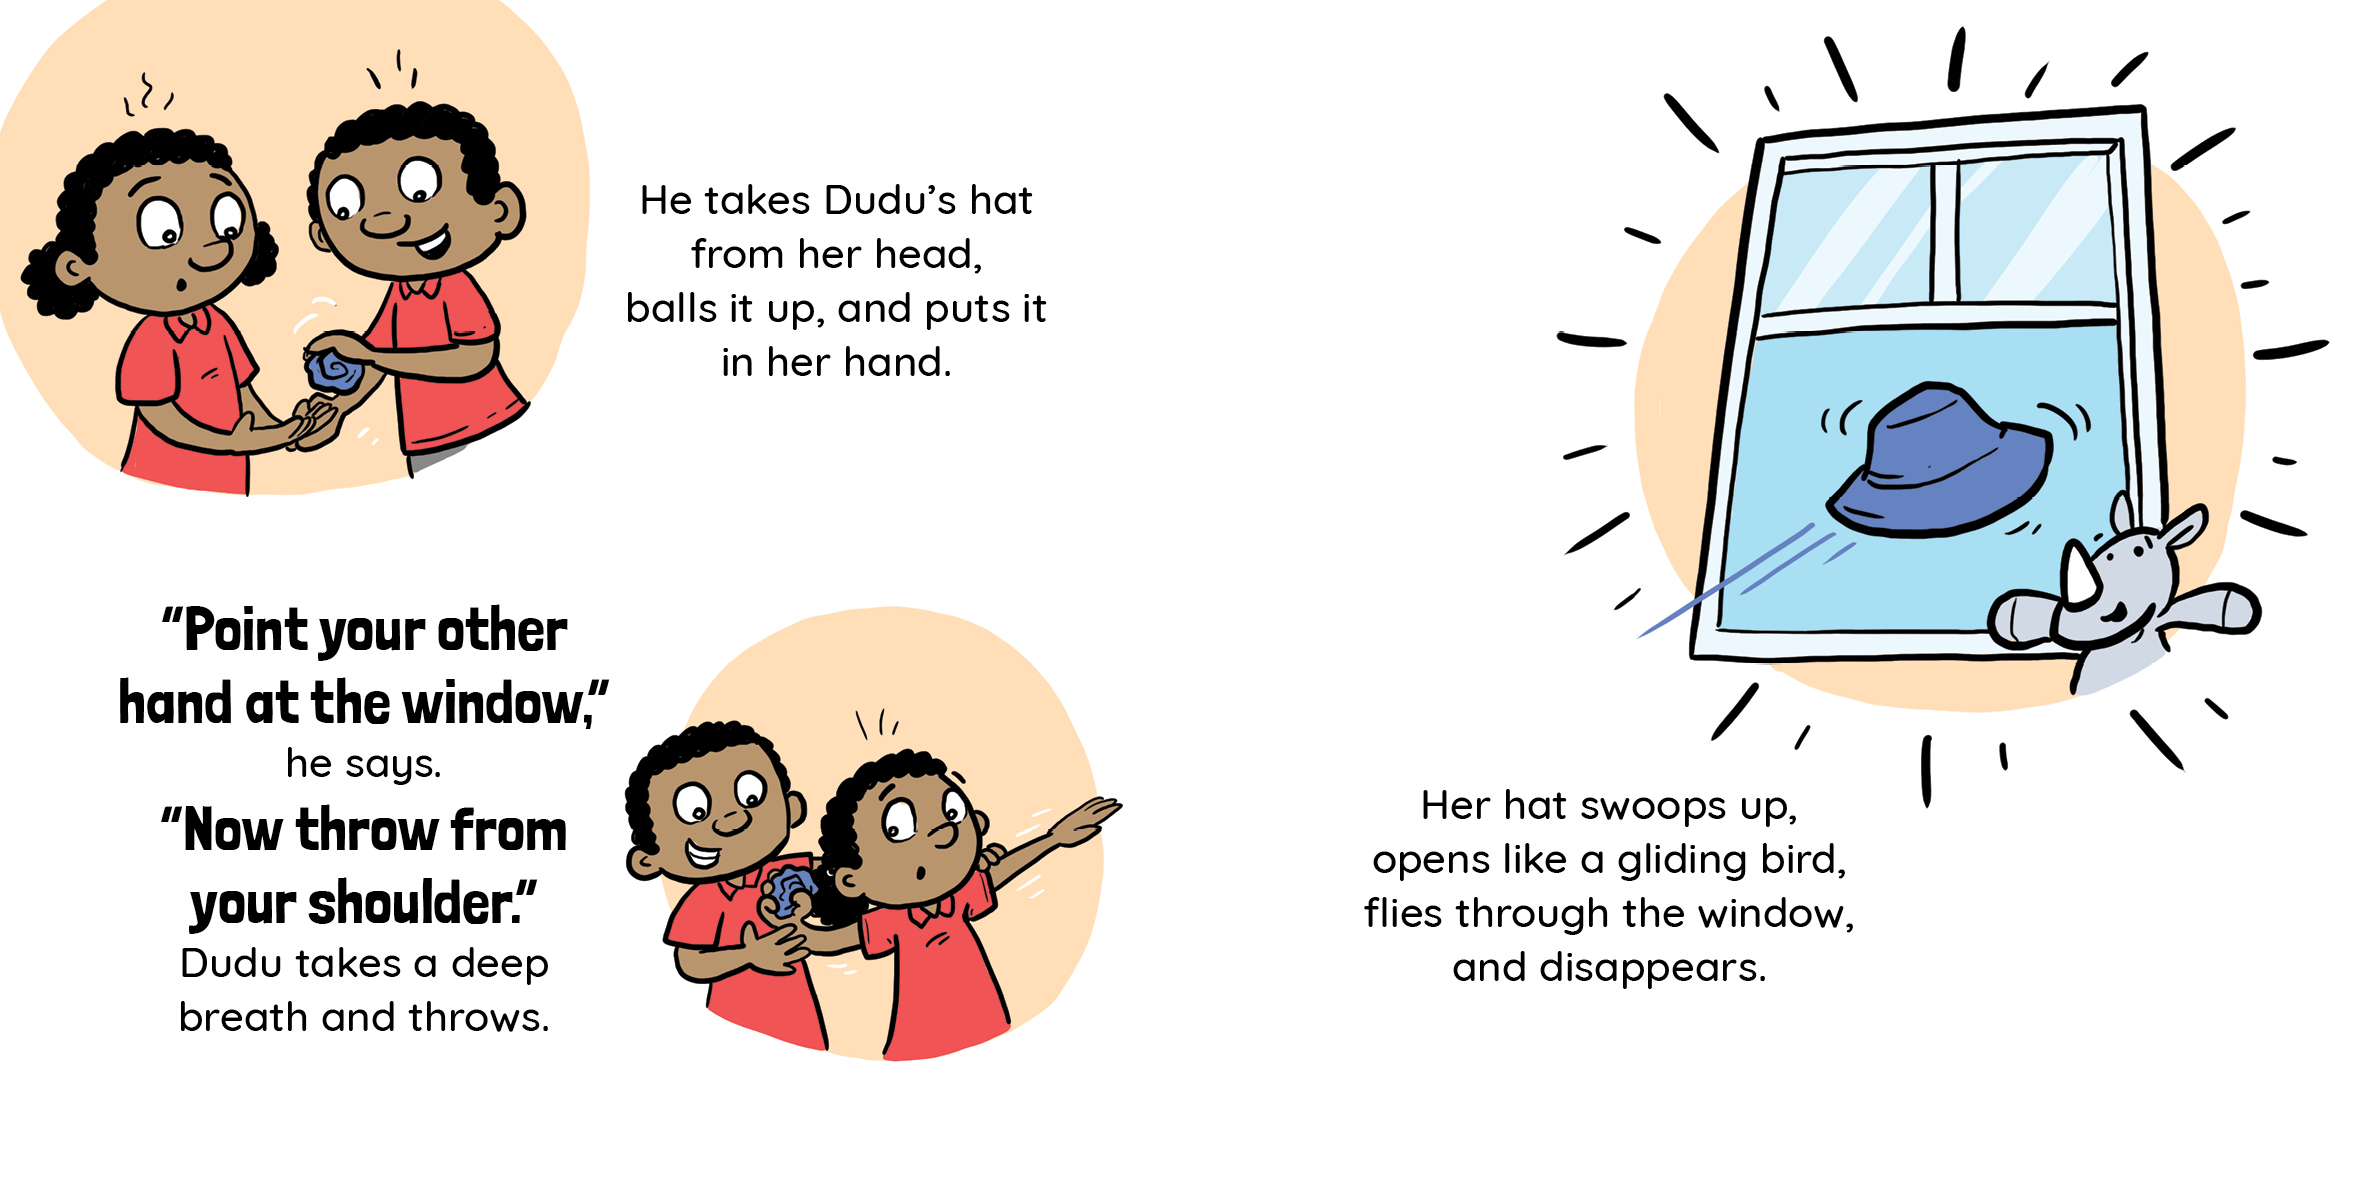 He takes Dudu’s hat
from her head,
balls it up, and puts it
in her hand.
“Point your other
hand at the window,”
he says.
“Now throw from
your shoulder.”
Dudu takes a deep
breath and throws.
Her hat swoops up,
opens like a gliding bird,
flies through the window,
and disappears.